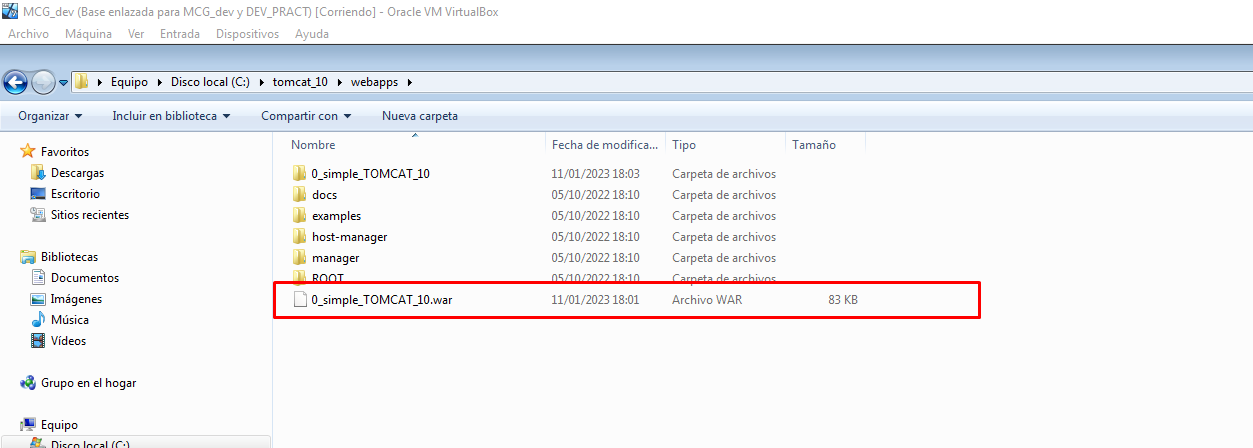 MCG_dev (Base enlazada para MCG_dev y DEV_PRACT) [Corriendo] - Oracle VM VirtualBox
Archivo Máquina Ver Entrada Dispositivos Ayuda
Equipo Disco local (C:) tomcat_10 webapps
Organizar Incluir en biblioteca Compartir con Nueva carpeta
Favoritos
Descargas
Escritorio
Sitios recientes
Bibliotecas
Documentos
Imágenes
Música
Vídeos
Grupo en el hogar
Equipo
Disco local (C:)
Nombre Fecha de modifica... Tipo Tamaño
0_simple_TOMCAT_10 11/01/2023 18:03 Carpeta de archivos
docs 05/10/2022 18:10 Carpeta de archivos
examples 05/10/2022 18:10 Carpeta de archivos
host-manager 05/10/2022 18:10 Carpeta de archivos
manager 05/10/2022 18:10 Carpeta de archivos
ROOT 05/10/2022 18:10 Carpeta de archivos
0_simple_TOMCAT_10.war 11/01/2023 18:01 Archivo WAR 83 KB